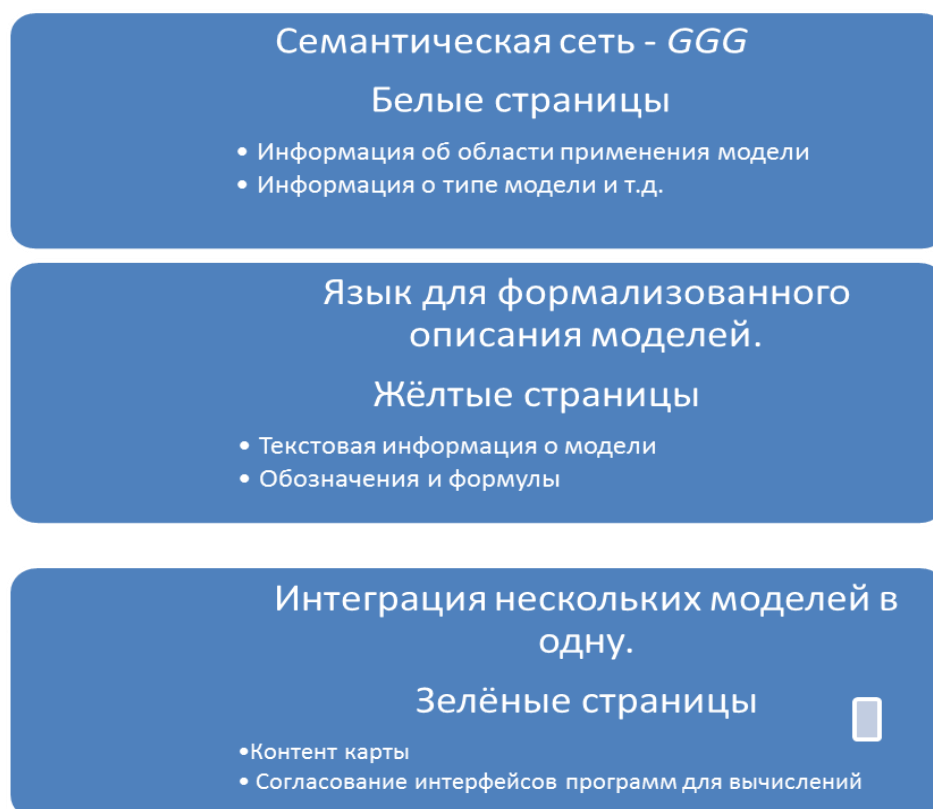 Семантическая сеть - GGG
Белые страницы
• Информация об области применения модели
• Информация о типе модели и т.д.
Язык для формализованного
описания моделей.
Жёлтые страницы
• Текстовая информация о модели
• Обозначения и формулы
Интеграция нескольких моделей в
одну.
Зелёные страницы
•Контент карты
• Согласование интерфейсов программ для вычислений